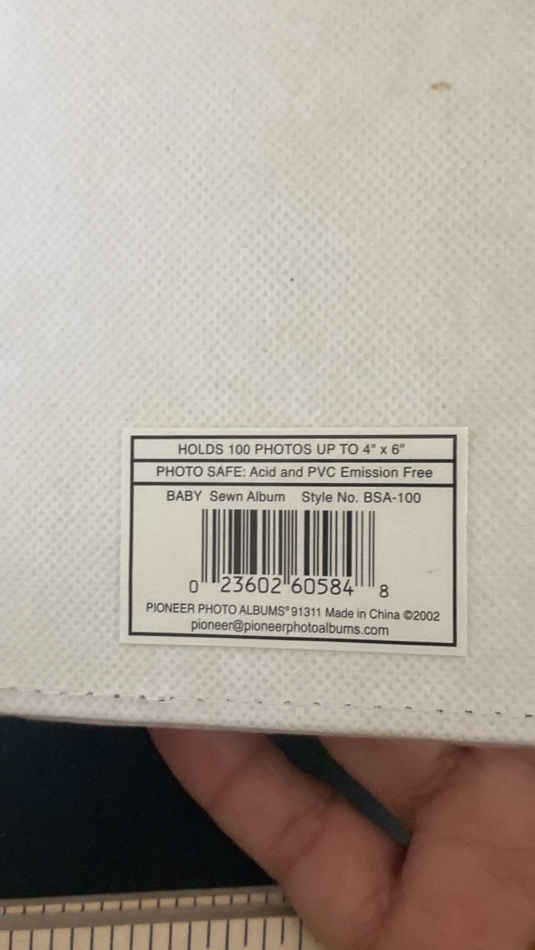 HOLDS 100 PHOTOS UP TO 4" x 6"
PHOTO SAFE: Acid and PVC Emission Free
BABY Sewn Album Style No. BSA-100
0 23602 60584 8
PIONEER PHOTO ALBUMS® 91311 Made in China ©2002
pioneer@pioneerphotoalbums.com